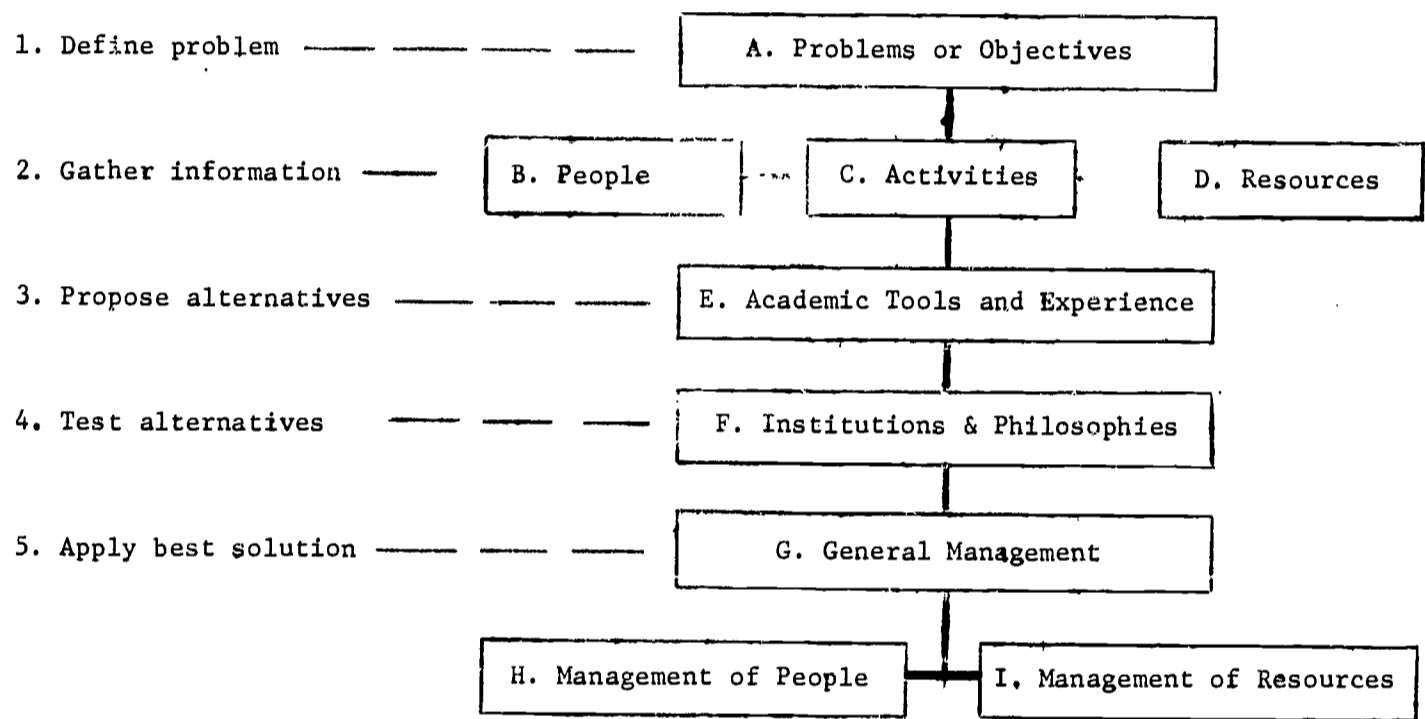 1. Define problem
A. Problems or Objectives
2. Gather information
B. People
C. Activities
D. Resources
3. Propose alternatives
E. Academic Tools and Experience
4. Test alternatives
F. Institutions & Philosophies
5. Apply best solution
G. General Management
H. Management of People
I. Management of Resources